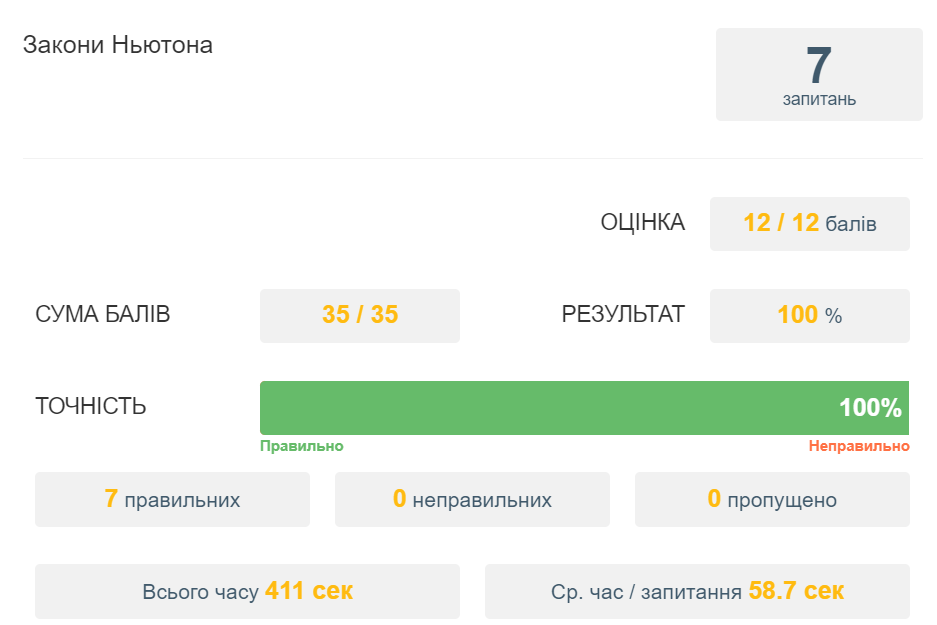 Закони Ньютона
7
запитань
ОЦІНКА
12 / 12 балів
СУМА БАЛІВ
35 / 35
РЕЗУЛЬТАТ
100 %
ТОЧНІСТЬ
100%
Правильно
Неправильно
7 правильних
0 неправильних
0 пропущено
Всього часу 411 сек
Ср. час / запитання 58.7 сек